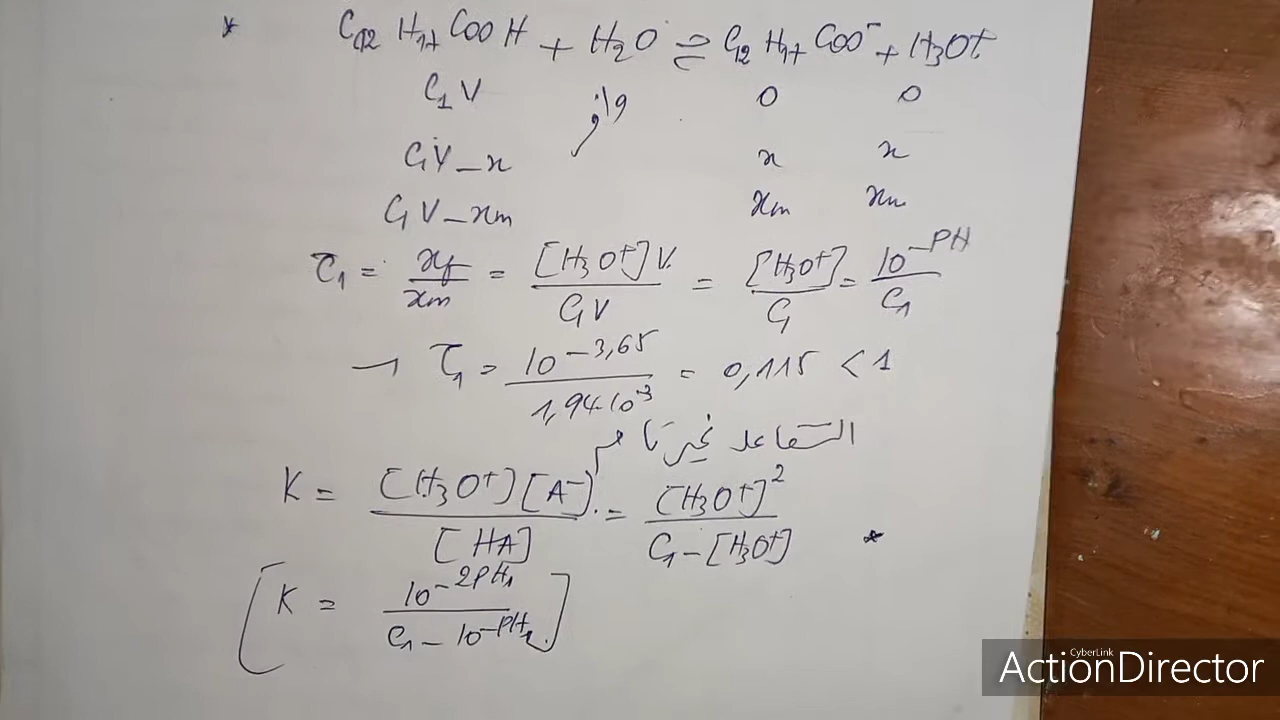 * C12 H17 COOH + H2O ⇌ C12 H17 COO⁻ + H3O+
C1 V 0 0
C1V - x x x
C1 V - xm xm xm
τ1 = xf/xm = [H3O+]V/C1V = [H3O+]/C1 = 10^-PH/C1
→ τ1 = 10^-3,65/1,94.10^-3 = 0,115 < 1
التفاعل غير تام
K = [H3O+][A⁻]/[HA] = [H3O+]²/C1-[H3O+] *
K = 10^-2PH1/C1-10^-PH1
CyberLink
ActionDirector